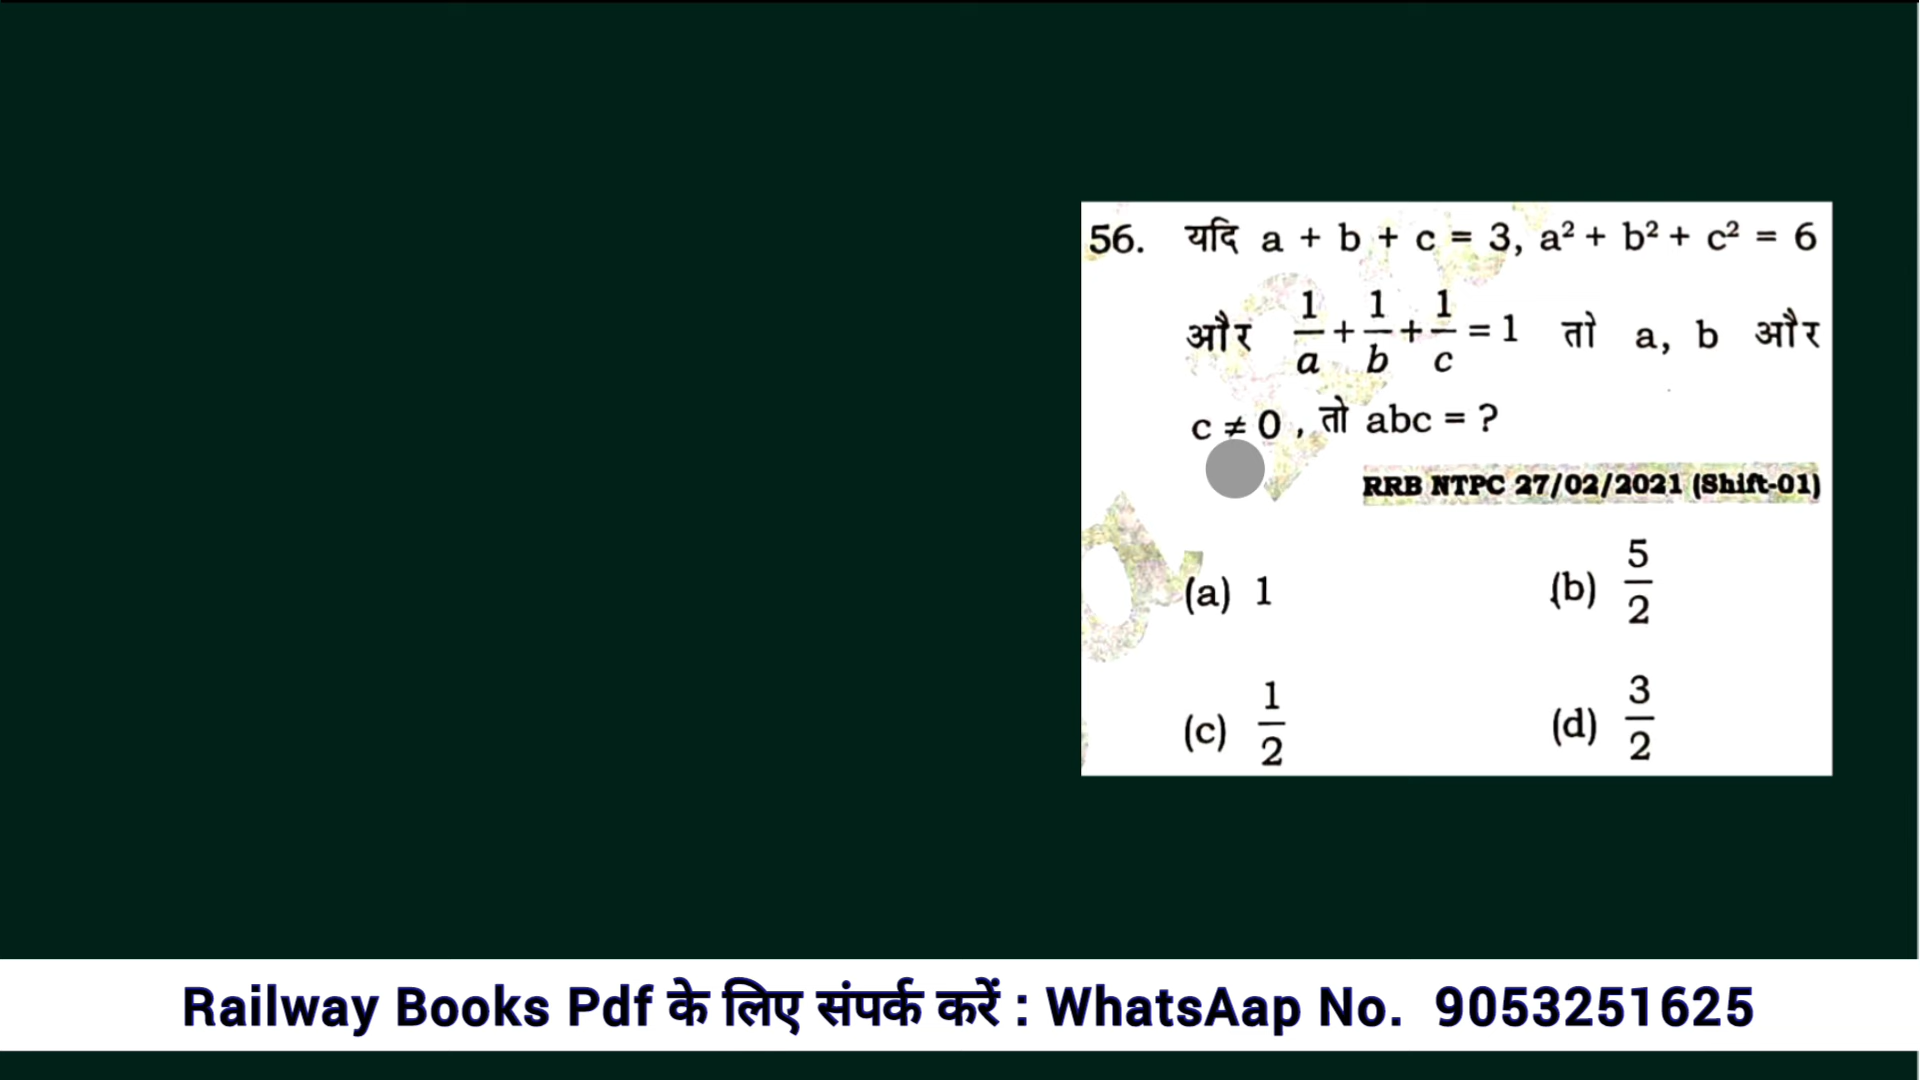 56. यदि a + b + c = 3, a² + b² + c² = 6
और 1/a + 1/b + 1/c = 1 तो a, b और
c ≠ 0 , तो abc = ?
RRB NTPC 27/02/2021 (Shift-01)
(a) 1 (b) 5/2
(c) 1/2 (d) 3/2
Railway Books Pdf के लिए संपर्क करें : WhatsAap No. 9053251625